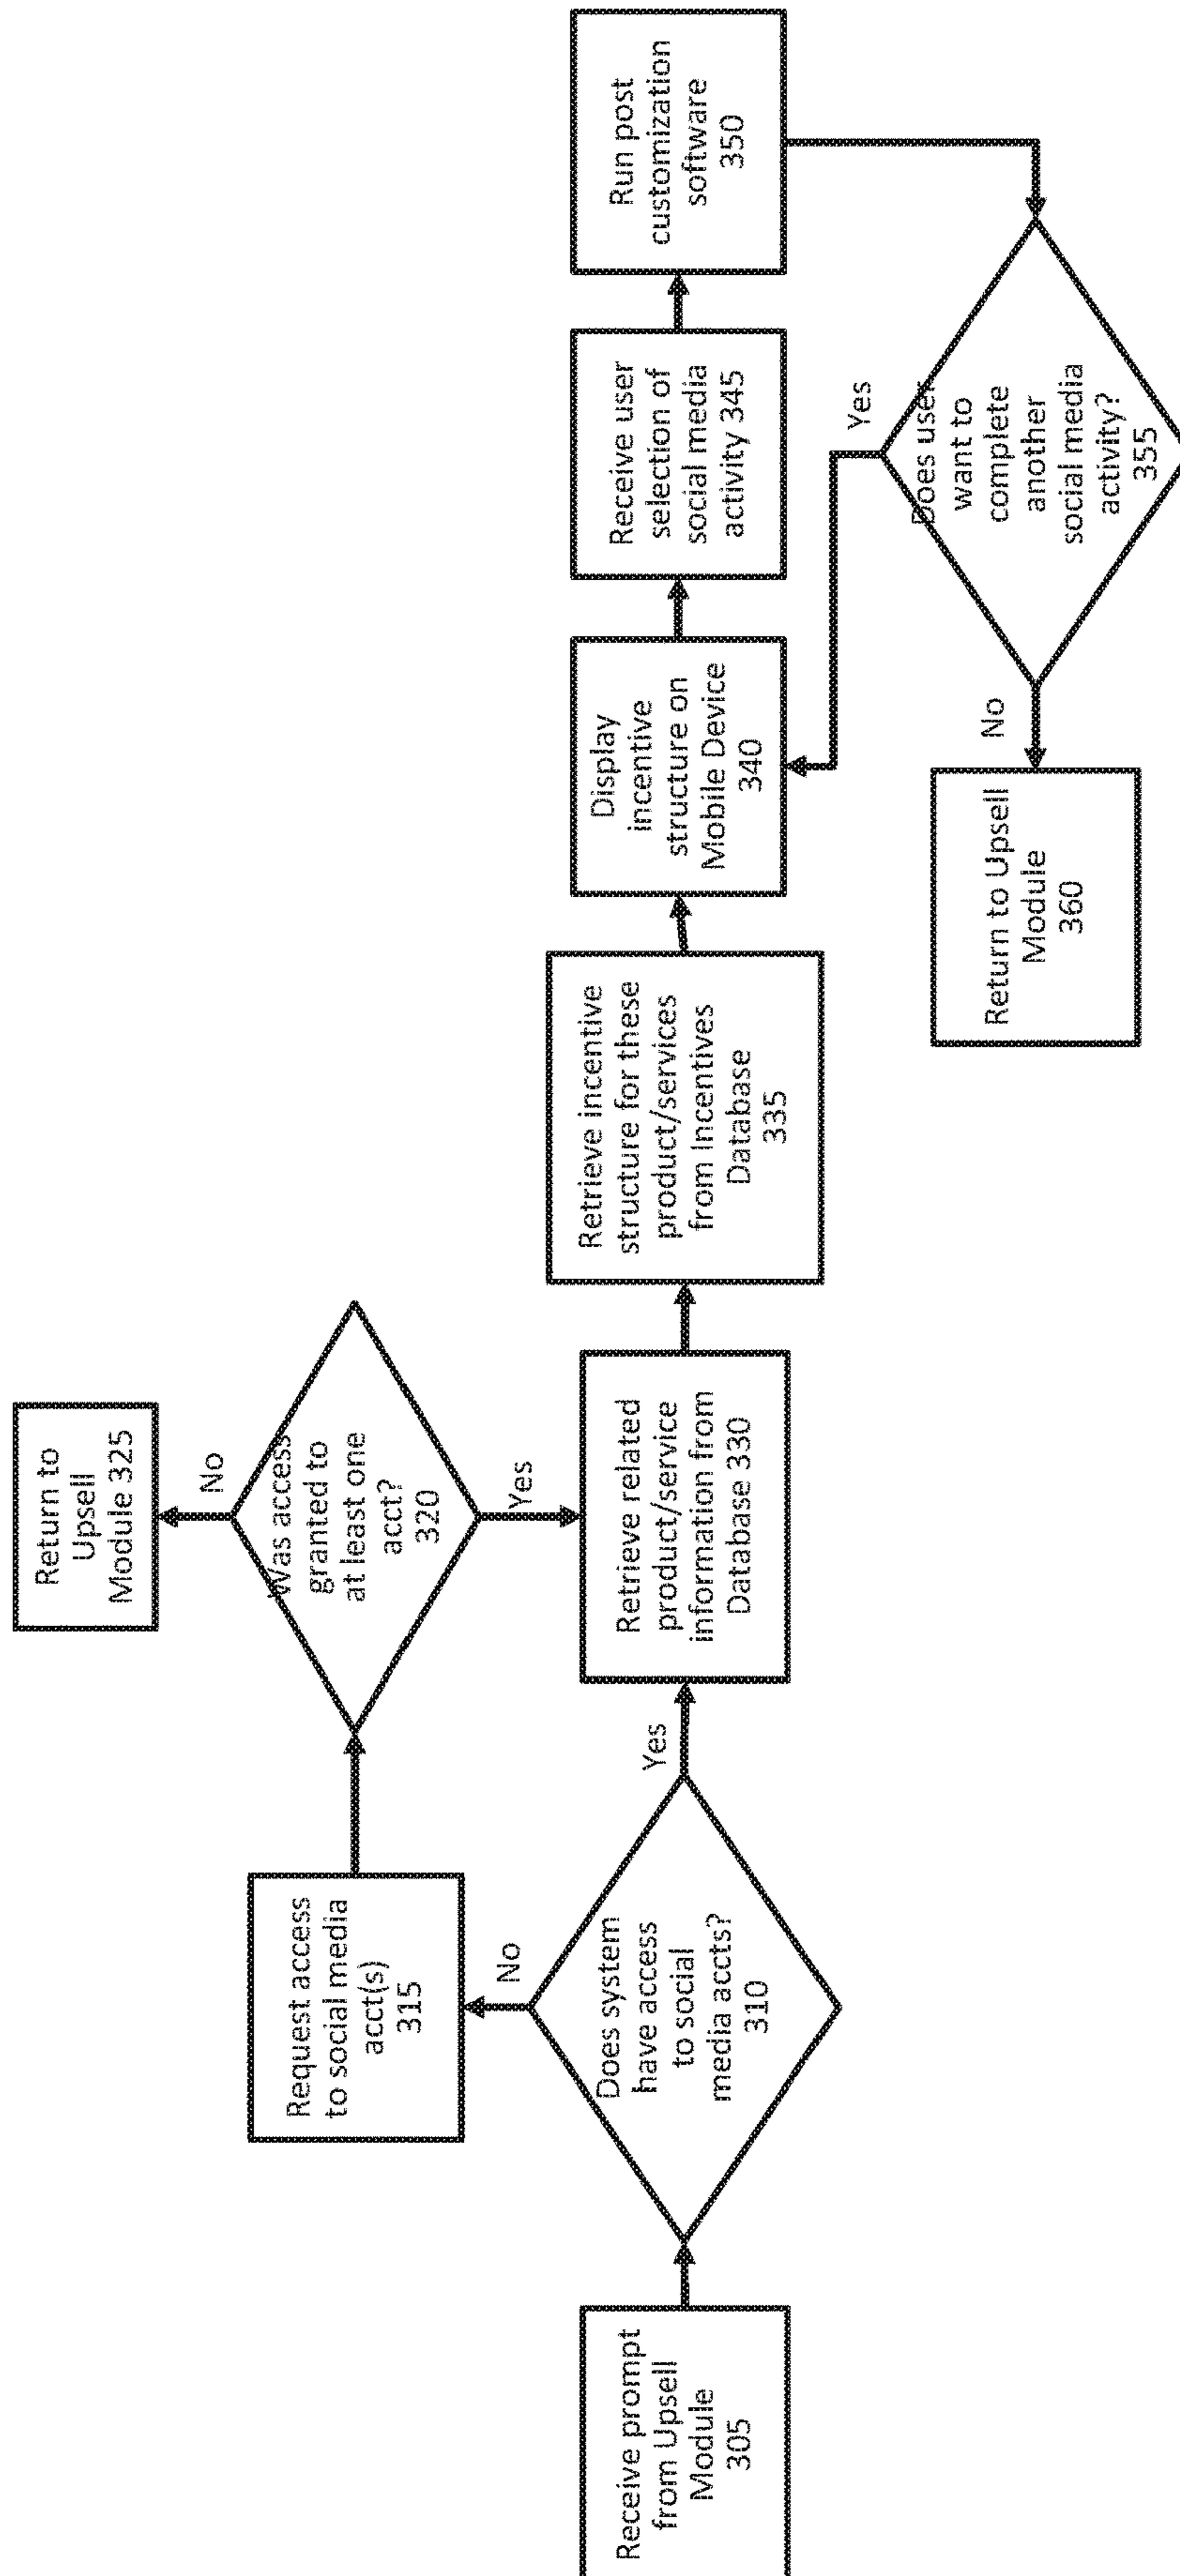 Receive prompt
from Upsell
Module
305
Does system
have access
to social
media accts?
310
No
Yes
Request access
to social media
acct(s)
315
Was access
granted to
at least one
acct?
320
No
Yes
Return to
Upsell
Module 325
Retrieve related
product/service
information from
Database 330
Retrieve incentive
structure for these
product/services
from Incentives
Database
335
Display
incentive
structure on
Mobile Device
340
Receive user
selection of
social media
activity 345
Run post
customization
software
350
Does user
want to
complete
another
social media
activity?
355
Yes
No
Return to Upsell
Module
360